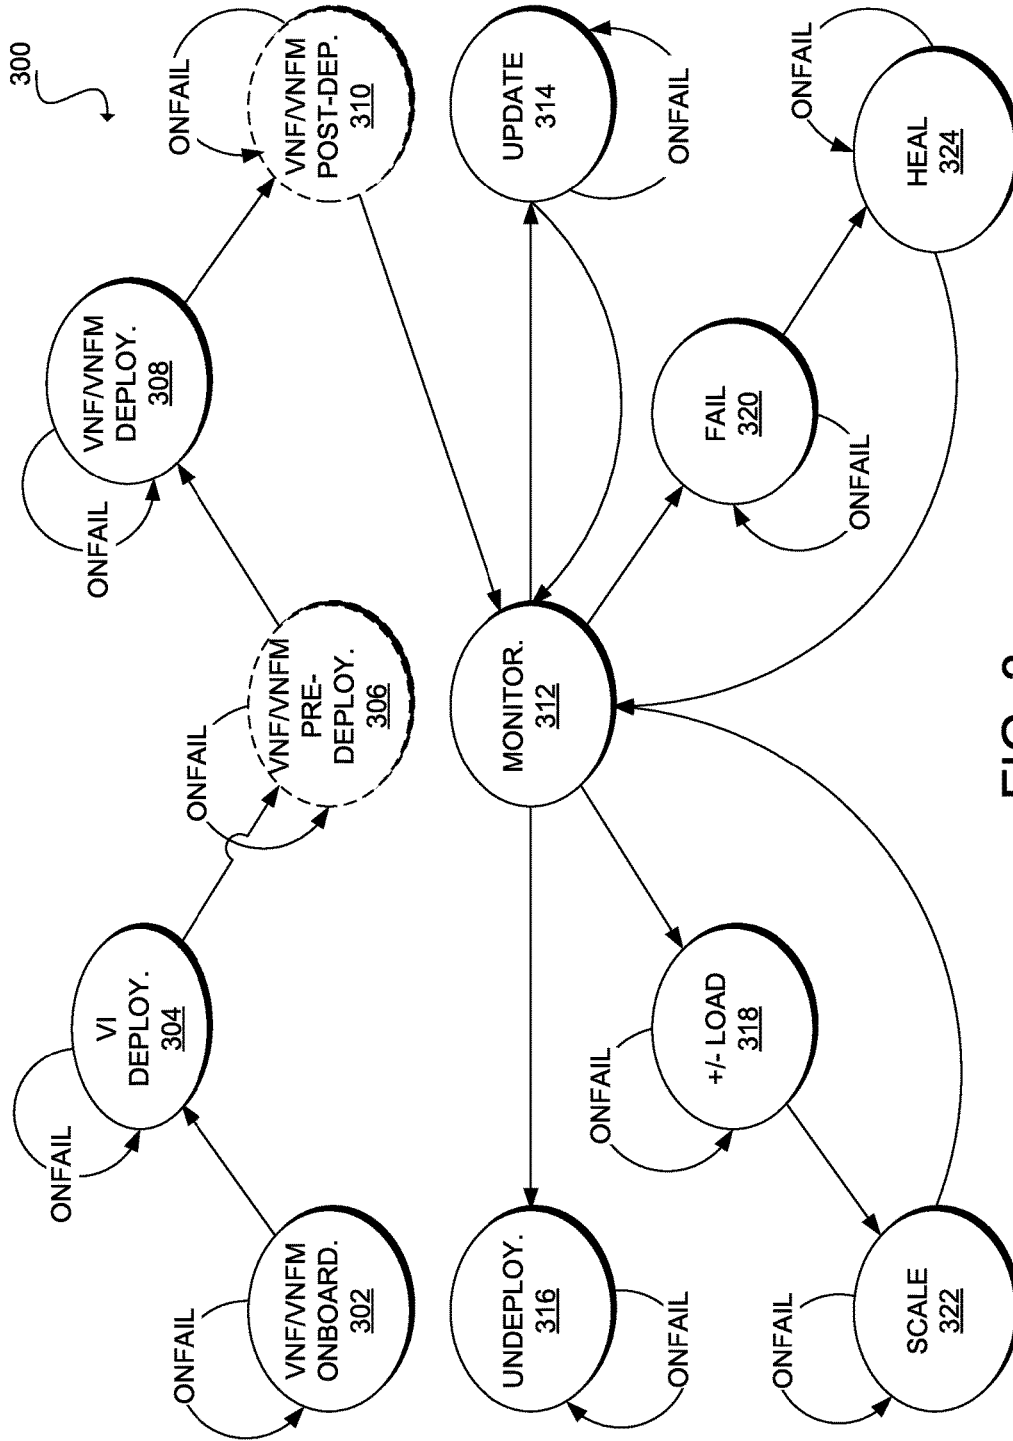 300
ONFAIL
VNF/VNFM
ONBOARD.
302
ONFAIL
VI
DEPLOY.
304
ONFAIL
VNF/VNFM
PRE-
DEPLOY.
306
ONFAIL
VNF/VNFM
DEPLOY.
308
ONFAIL
VNF/VNFM
POST-DEP.
310
UNDEPLOY.
316
ONFAIL
MONITOR.
312
UPDATE
314
ONFAIL
ONFAIL
+/- LOAD
318
FAIL
320
ONFAIL
ONFAIL
SCALE
322
ONFAIL
HEAL
324
FIG.